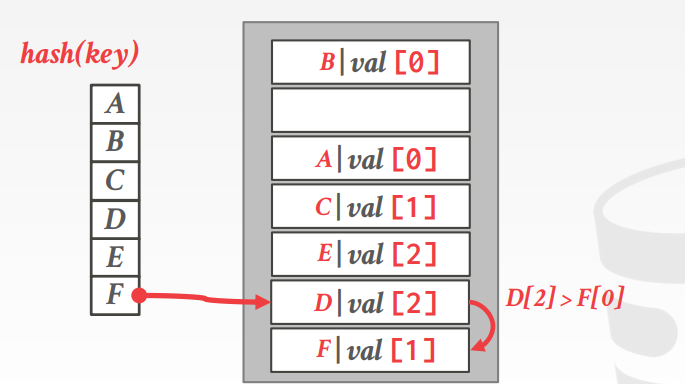 hash(key)
A
B
C
D
E
F
B|val [0]
A|val [0]
C|val [1]
E|val [2]
D|val [2]
F|val [1]
D[2] > F[0]